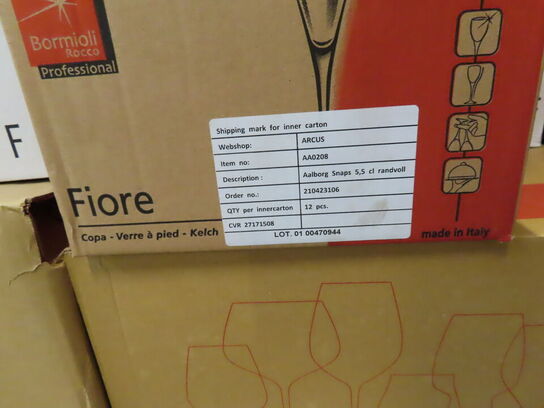 Bormioli
Rocco
Professional
F
Shipping mark for inner carton
Webshop: ARCUS
Item no: AA0208
Description : Aalborg Snaps 5,5 cl randvoll
Order no.: 210423106
QTY per innercarton 12 pcs.
CVR 27171508
LOT. 01 00470944
Fiore
Copa - Verre à pied - Kelch
made in Italy